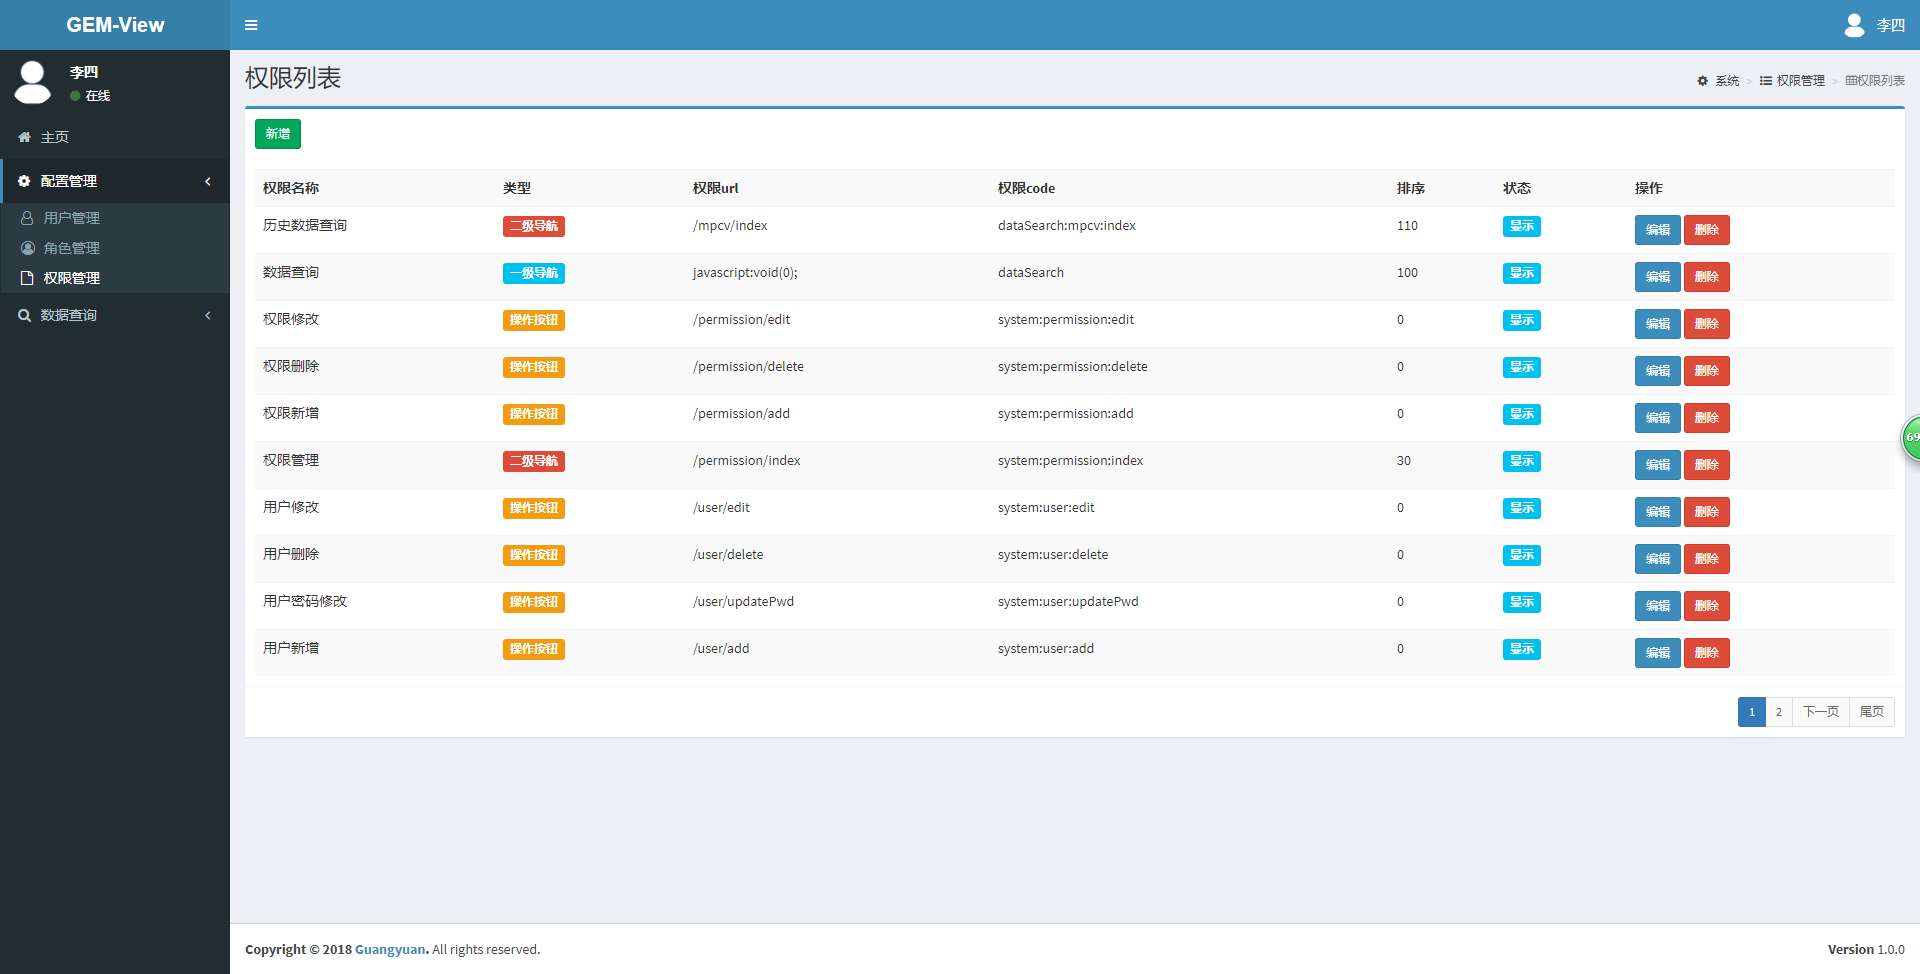 GEM-View
李四
李四
在线
主页
配置管理
用户管理
角色管理
权限管理
数据查询
权限列表
系统 > 权限管理 > 权限列表
新增
权限名称 类型 权限url 权限code 排序 状态 操作
历史数据查询 二级导航 /mpcv/index dataSearch:mpcv:index 110 显示 编辑 删除
数据查询 一级导航 javascript:void(0); dataSearch 100 显示 编辑 删除
权限修改 操作按钮 /permission/edit system:permission:edit 0 显示 编辑 删除
权限删除 操作按钮 /permission/delete system:permission:delete 0 显示 编辑 删除
权限新增 操作按钮 /permission/add system:permission:add 0 显示 编辑 删除
权限管理 二级导航 /permission/index system:permission:index 30 显示 编辑 删除
用户修改 操作按钮 /user/edit system:user:edit 0 显示 编辑 删除
用户删除 操作按钮 /user/delete system:user:delete 0 显示 编辑 删除
用户密码修改 操作按钮 /user/updatePwd system:user:updatePwd 0 显示 编辑 删除
用户新增 操作按钮 /user/add system:user:add 0 显示 编辑 删除
1 2 下一页 尾页
Copyright © 2018 Guangyuan. All rights reserved.
Version 1.0.0